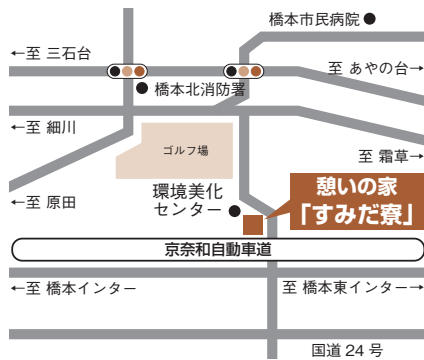 橋本市民病院
←至 三石台
至 あやの台→
橋本北消防署
←至 細川
ゴルフ場
至 霜草→
環境美化
センター
憩いの家
「すみだ寮」
←至 原田
京奈和自動車道
←至 橋本インター
至 橋本東インター→
国道24号